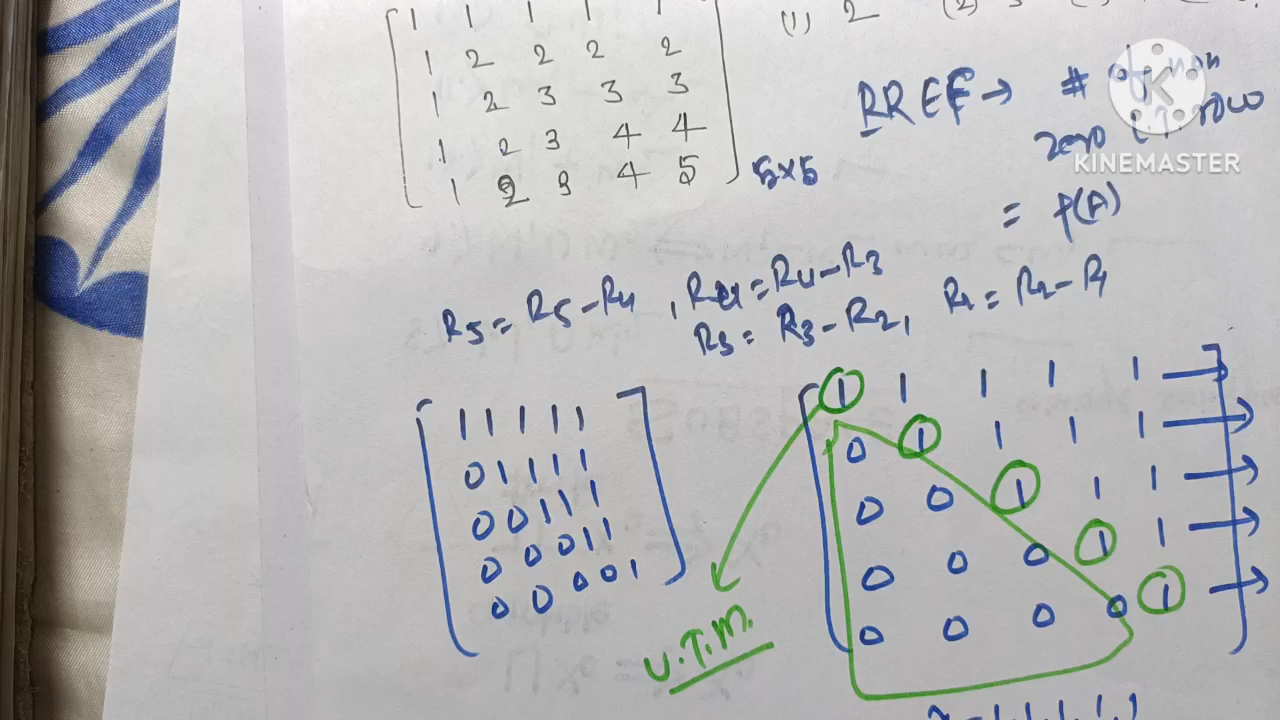 1 1 1 1 1
(1) 2 (2)
1 2 2 2 2
1 2 3 3 3
1 2 3 4 4
1 2 3 4 5
5×5
RREF → # of non
zero row
= ρ(A)
KINEMASTER
R5 = R5 - R4 , R4 = R4 - R3
R3 = R3 - R2 , R2 = R2 - R1
1 1 1 1 1
0 1 1 1 1
0 0 1 1 1
0 0 0 1 1
0 0 0 0 1
1 1 1 1 1 →
0 1 1 1 1 →
0 0 1 1 1 →
0 0 0 1 1 →
0 0 0 0 1 →
U.T.M.